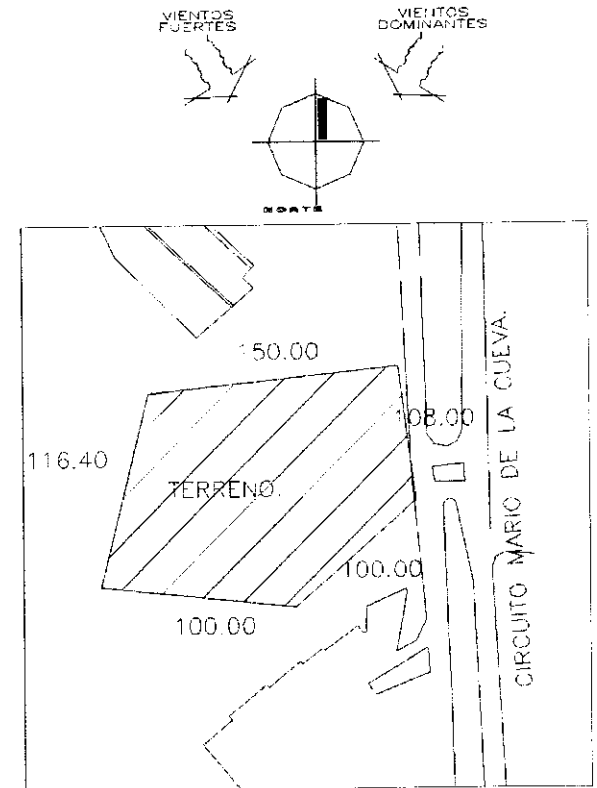 VIENTOS
FUERTES
VIENTOS
DOMINANTES
NORTE
150.00
108.00
116.40
TERRENO.
100.00
100.00
CIRCUITO MARIO DE LA CUEVA.